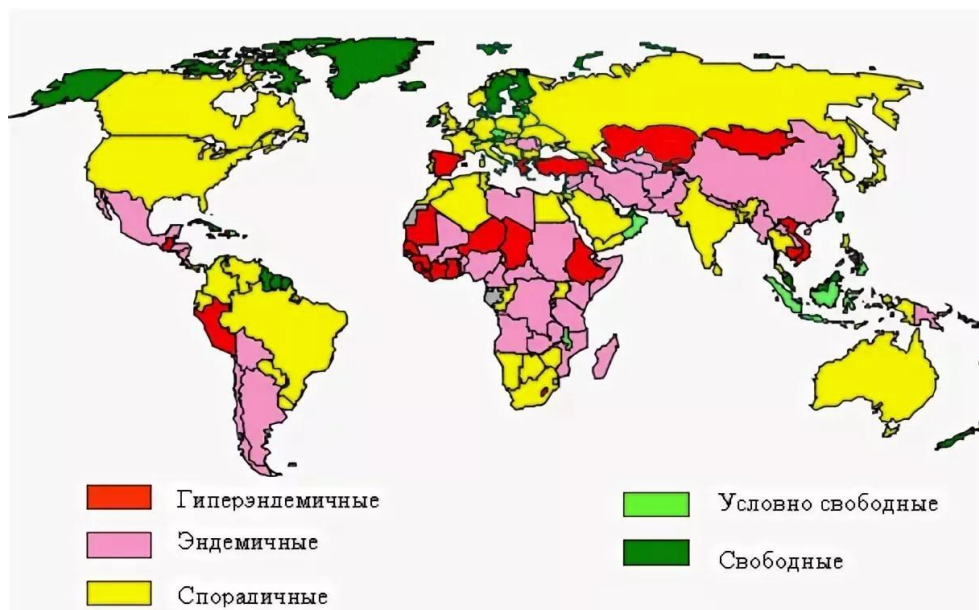 Гиперэндемичные
Эндемичные
Спорадичные
Условно свободные
Свободные